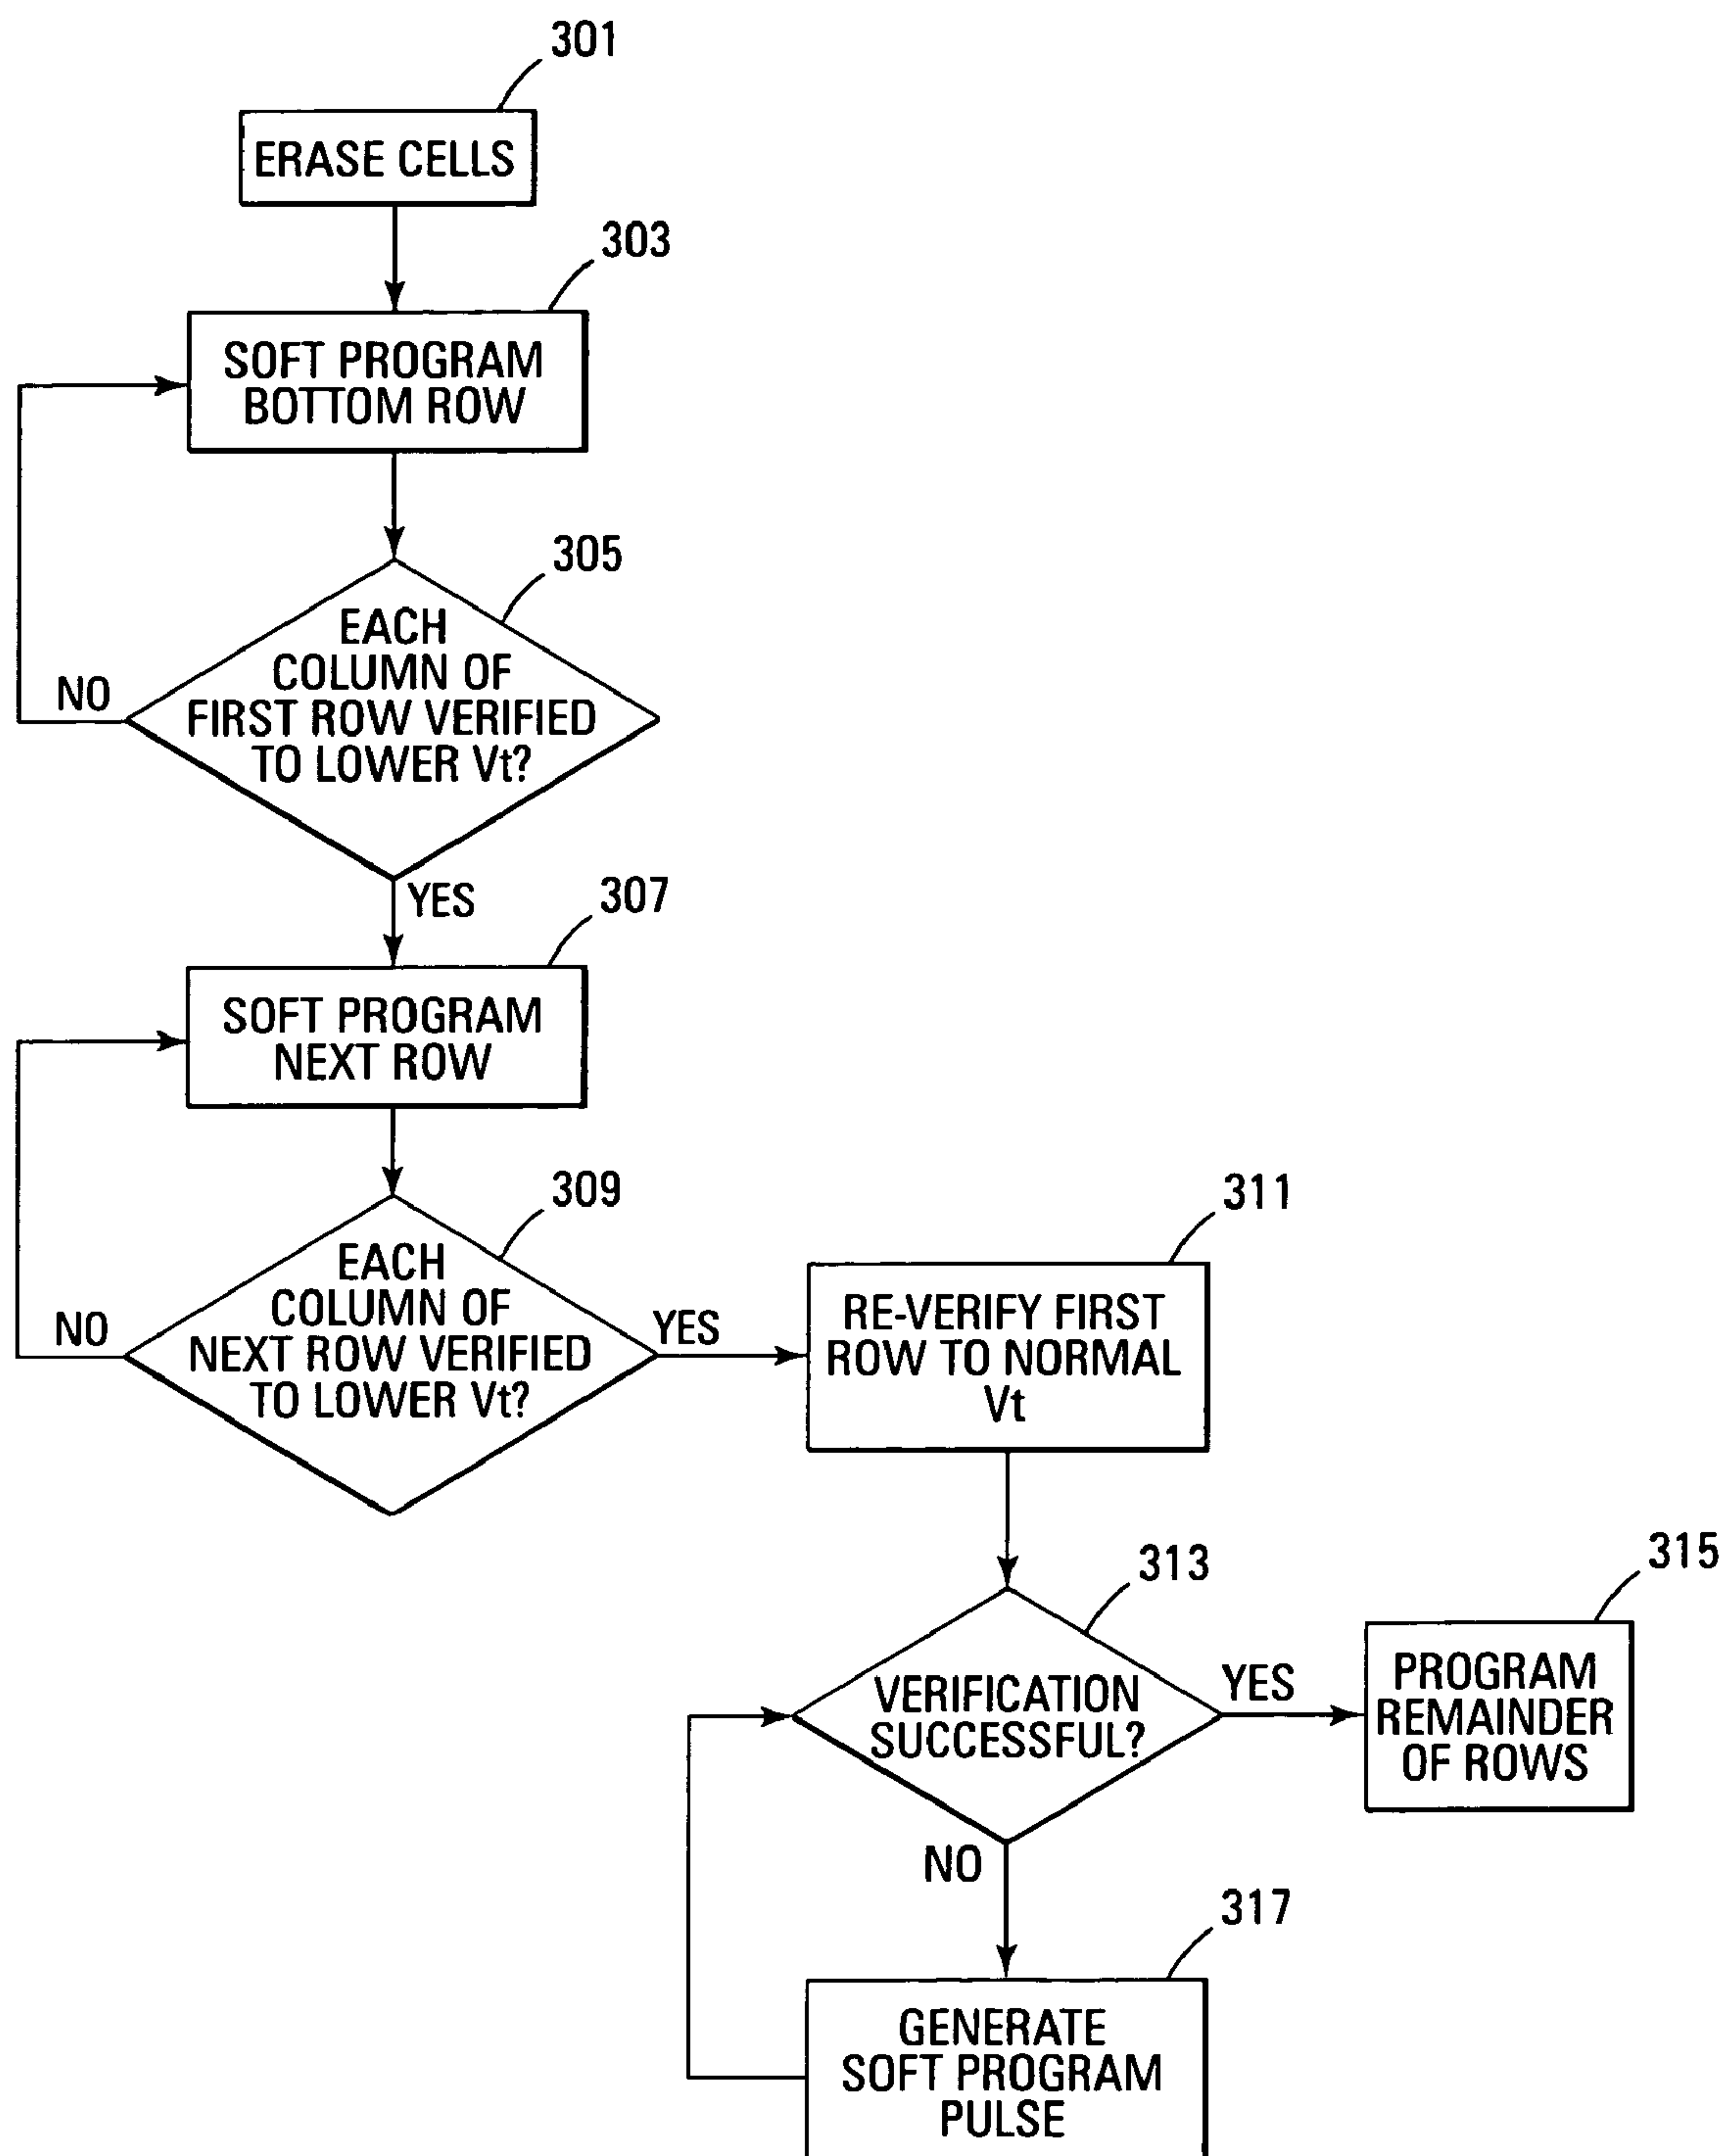 301
ERASE CELLS
303
SOFT PROGRAM
BOTTOM ROW
305
EACH
COLUMN OF
FIRST ROW VERIFIED
TO LOWER Vt?
NO
YES
307
SOFT PROGRAM
NEXT ROW
309
EACH
COLUMN OF
NEXT ROW VERIFIED
TO LOWER Vt?
NO
YES
311
RE-VERIFY FIRST
ROW TO NORMAL
Vt
313
VERIFICATION
SUCCESSFUL?
YES
315
PROGRAM
REMAINDER
OF ROWS
NO
317
GENERATE
SOFT PROGRAM
PULSE